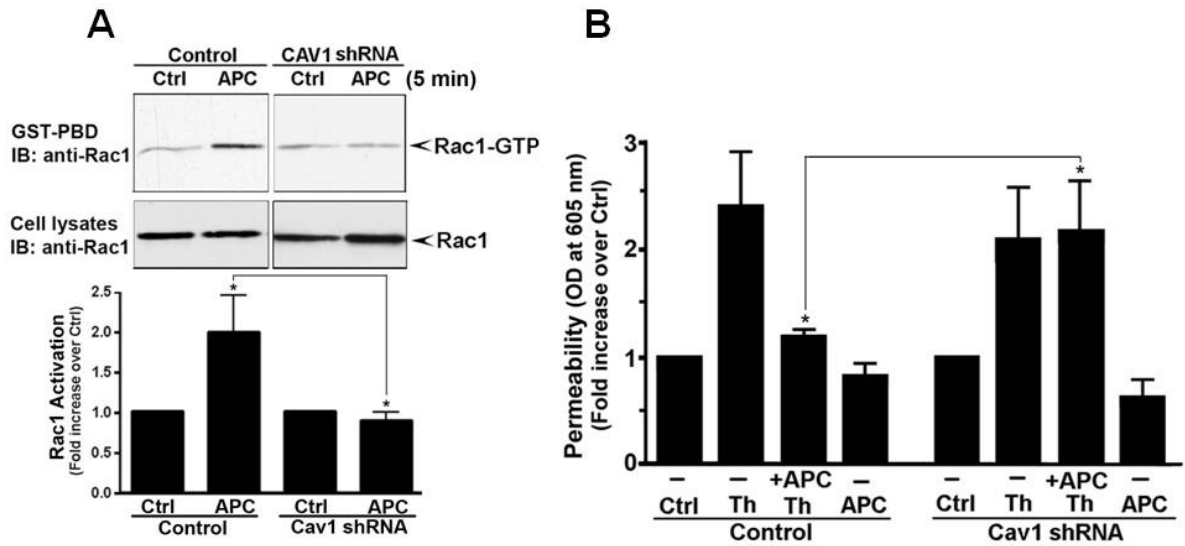 A
Control
CAV1 shRNA
Ctrl
APC
Ctrl
APC
(5 min)
GST-PBD
IB: anti-Rac1
Rac1-GTP
Cell lysates
IB: anti-Rac1
Rac1
Rac1 Activation
(Fold increase over Ctrl)
2.5
2.0
1.5
1.0
0.5
0.0
*
*
Ctrl
APC
Ctrl
APC
Control
Cav1 shRNA
B
Permeability (OD at 605 nm)
(Fold increase over Ctrl)
3
2
1
0
*
*
– – +APC – – – +APC –
Ctrl Th Th APC Ctrl Th Th APC
Control
Cav1 shRNA